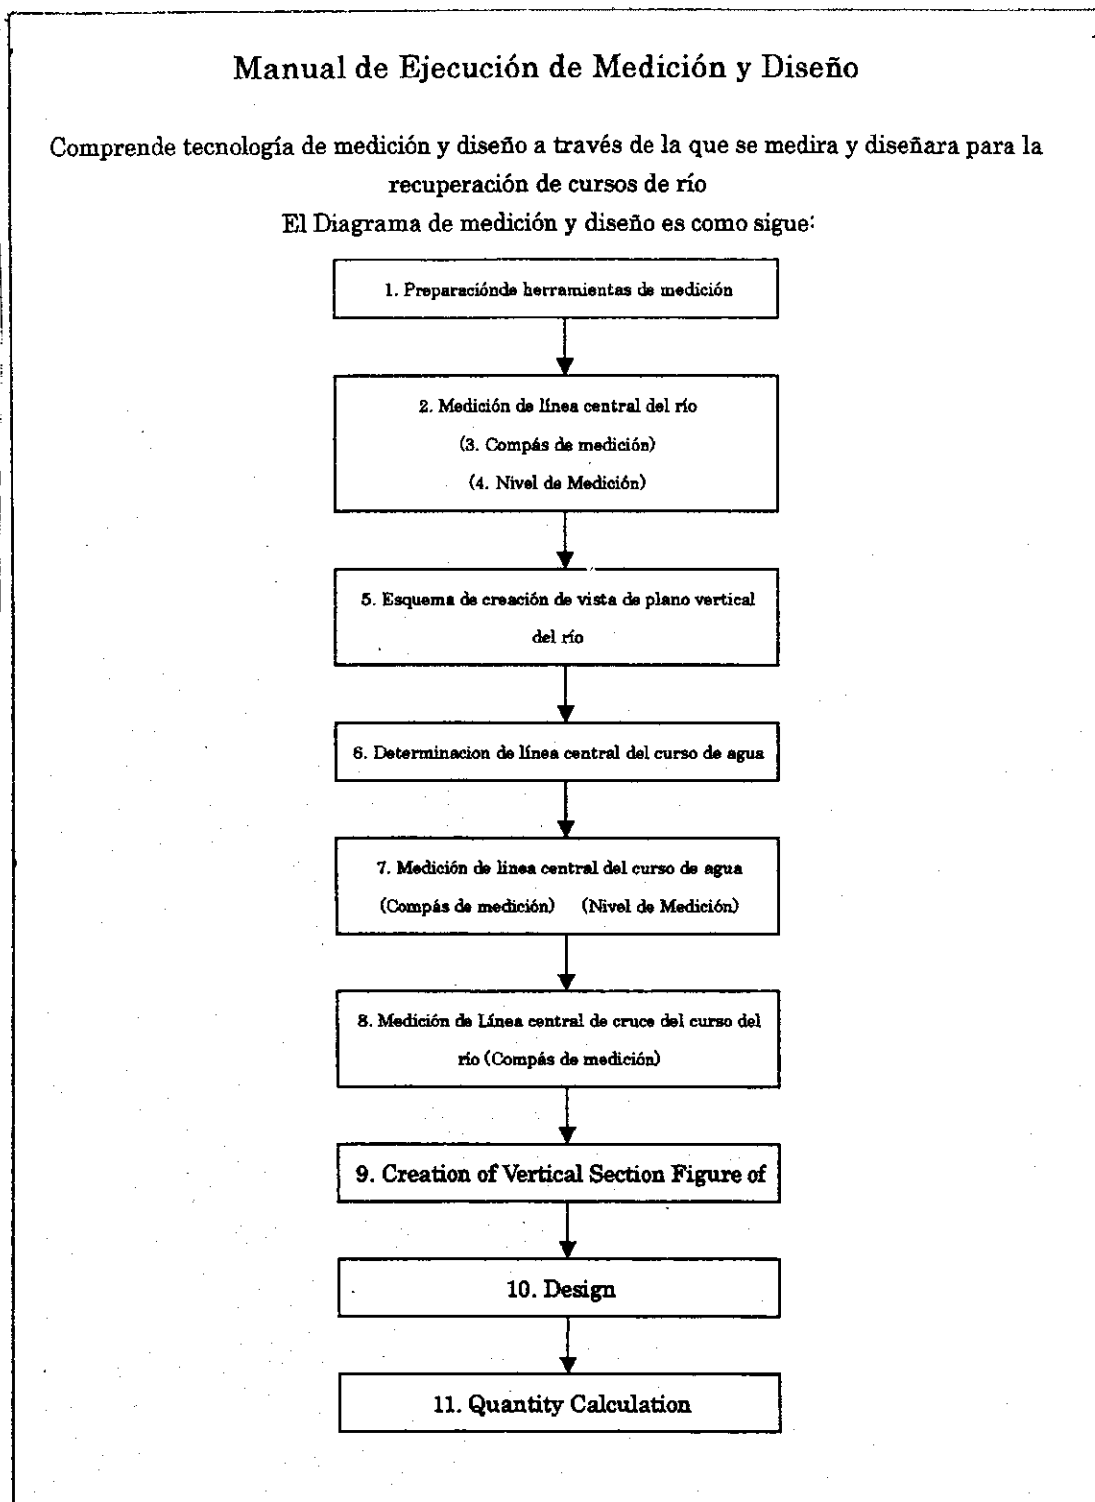 Manual de Ejecución de Medición y Diseño
Comprende tecnología de medición y diseño a través de la que se medira y diseñara para la
recuperación de cursos de río
El Diagrama de medición y diseño es como sigue:
1. Preparaciónde herramientas de medición
2. Medición de línea central del río
(3. Compás de medición)
(4. Nivel de Medición)
5. Esquema de creación de vista de plano vertical
del río
6. Determinacion de línea central del curso de agua
7. Medición de linea central del curso de agua
(Compás de medición) (Nivel de Medición)
8. Medición de Línea central de cruce del curso del
río (Compás de medición)
9. Creation of Vertical Section Figure of
10. Design
11. Quantity Calculation